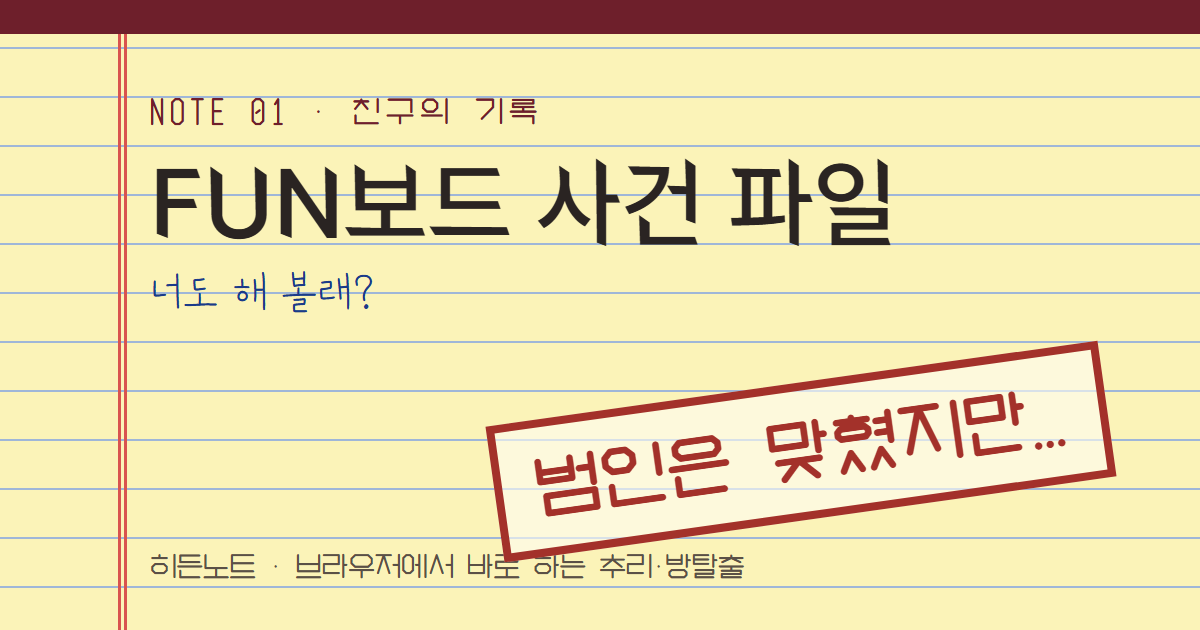 NOTE 01 · 친구의 기록
FUN보드 사건 파일
너도 해 볼래?
범인은 맞혔지만...
히든노트 · 브라우저에서 바로 하는 추리·방탈출